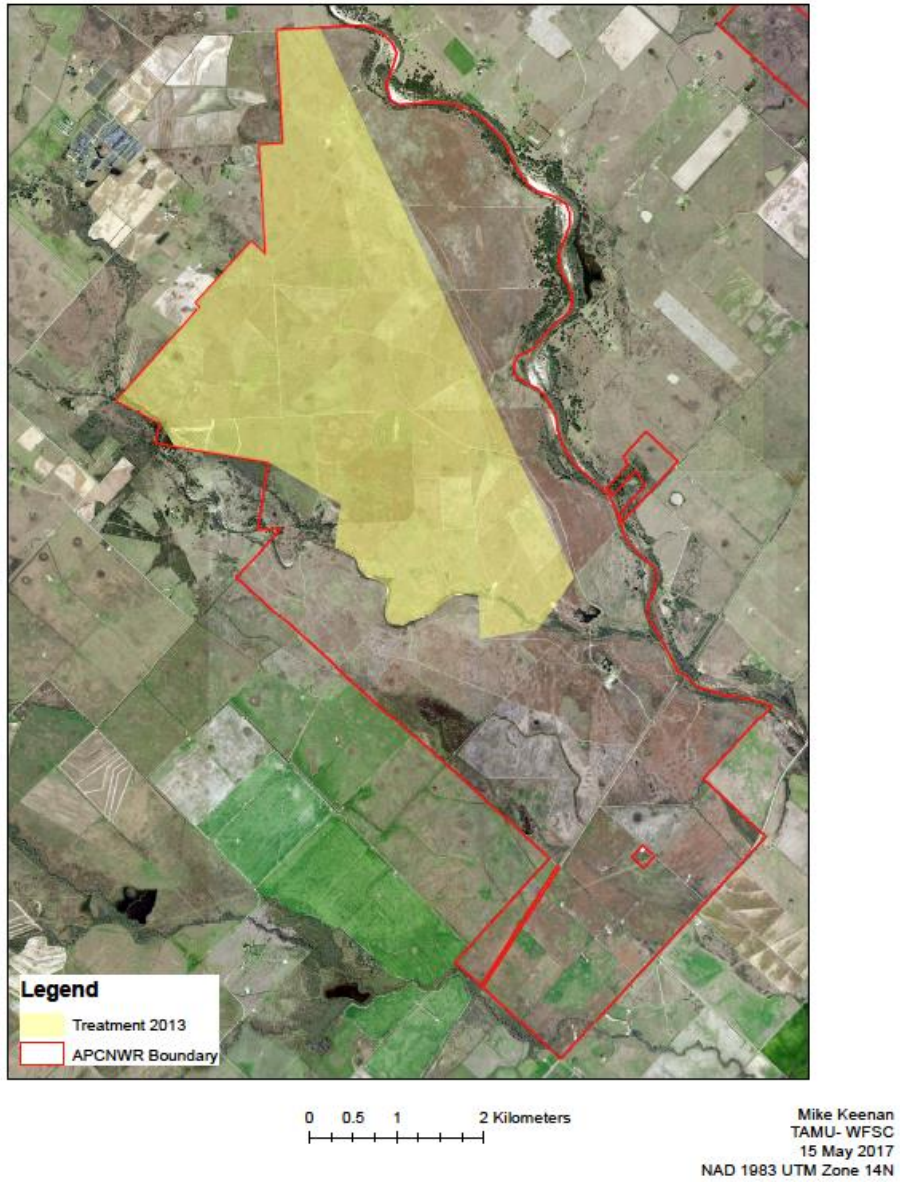 Legend
Treatment 2013
APCNWR Boundary
0 0.5 1 2 Kilometers
Mike Keenan
TAMU- WFSC
15 May 2017
NAD 1983 UTM Zone 14N